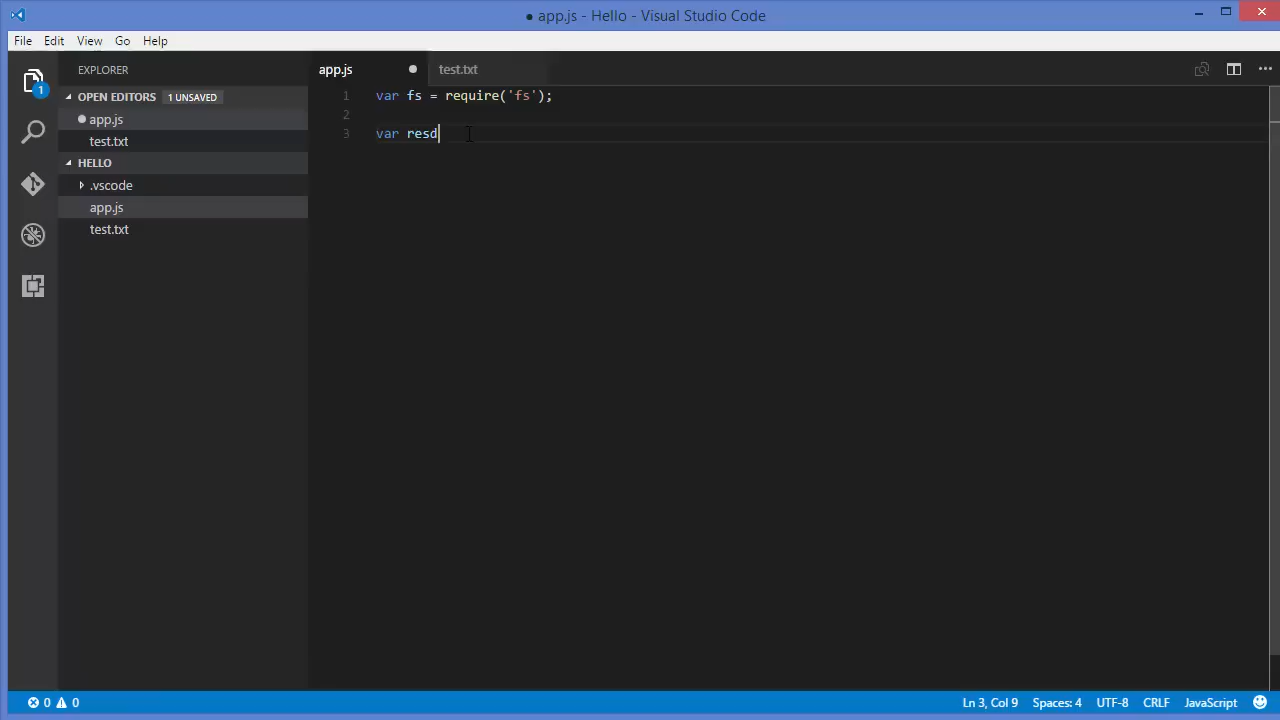 ● app.js - Hello - Visual Studio Code
File Edit View Go Help
EXPLORER
OPEN EDITORS 1 UNSAVED
app.js
test.txt
HELLO
.vscode
app.js
test.txt
1
app.js ● test.txt
1 var fs = require('fs');
2
3 var resd
0 0
Ln 3, Col 9 Spaces: 4 UTF-8 CRLF JavaScript